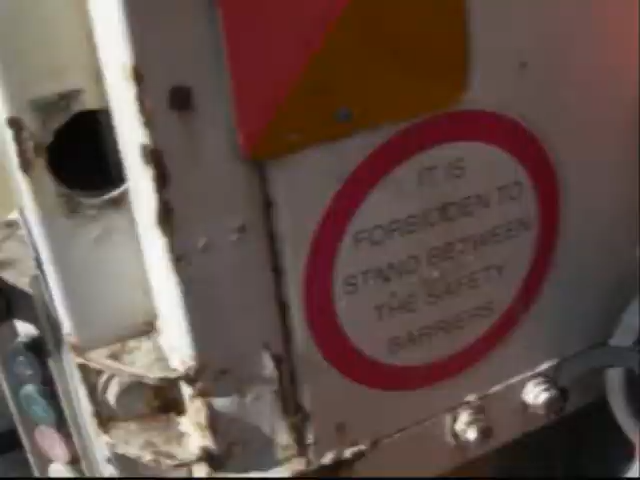 IT IS
FORBIDDEN TO
STAND BETWEEN
THE SAFETY
BARRIERS